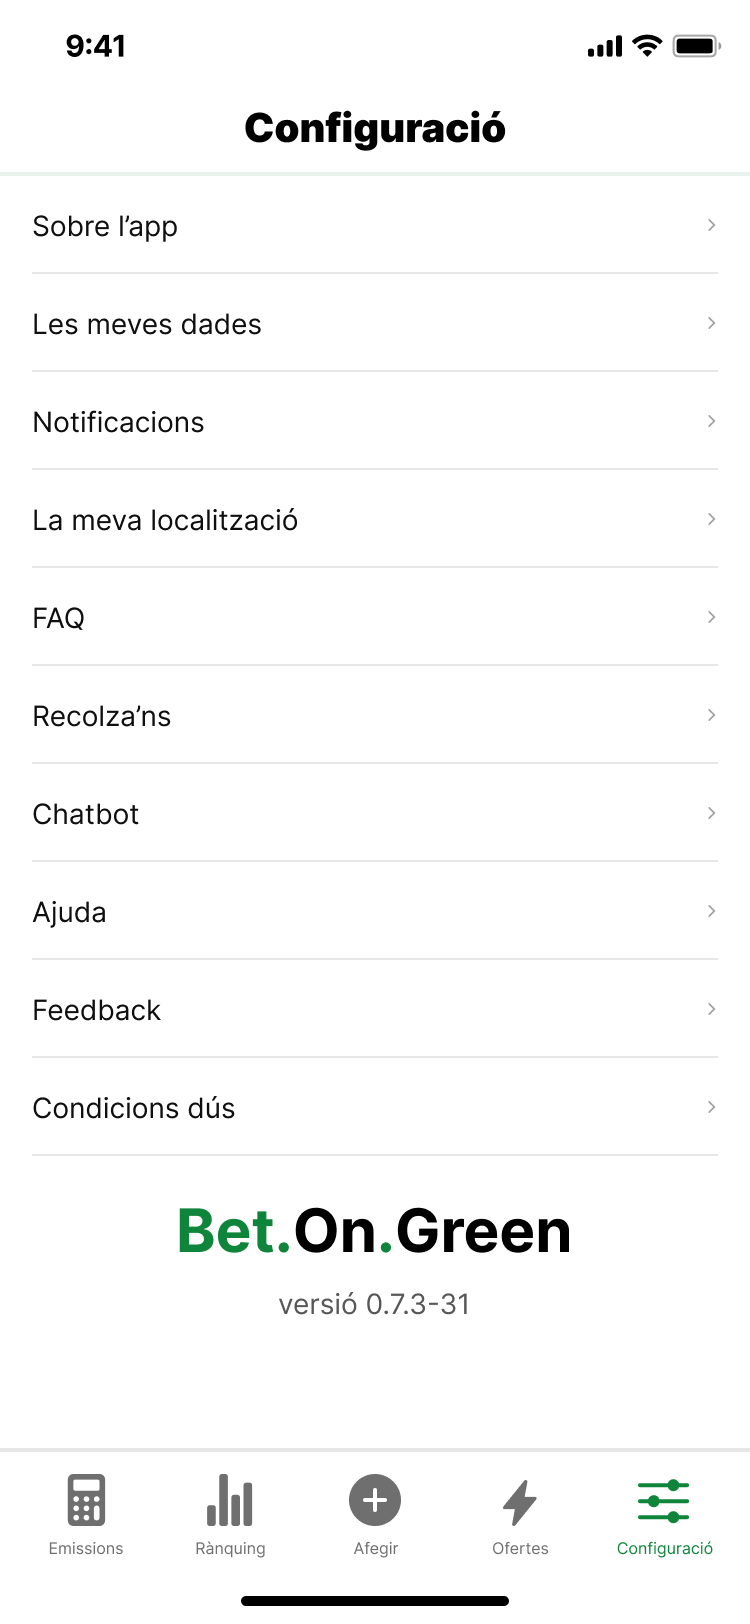 9:41
Configuració
Sobre l’app
Les meves dades
Notificacions
La meva localització
FAQ
Recolza’ns
Chatbot
Ajuda
Feedback
Condicions dús
Bet.On.Green
versió 0.7.3-31
Emissions
Rànquing
Afegir
Ofertes
Configuració